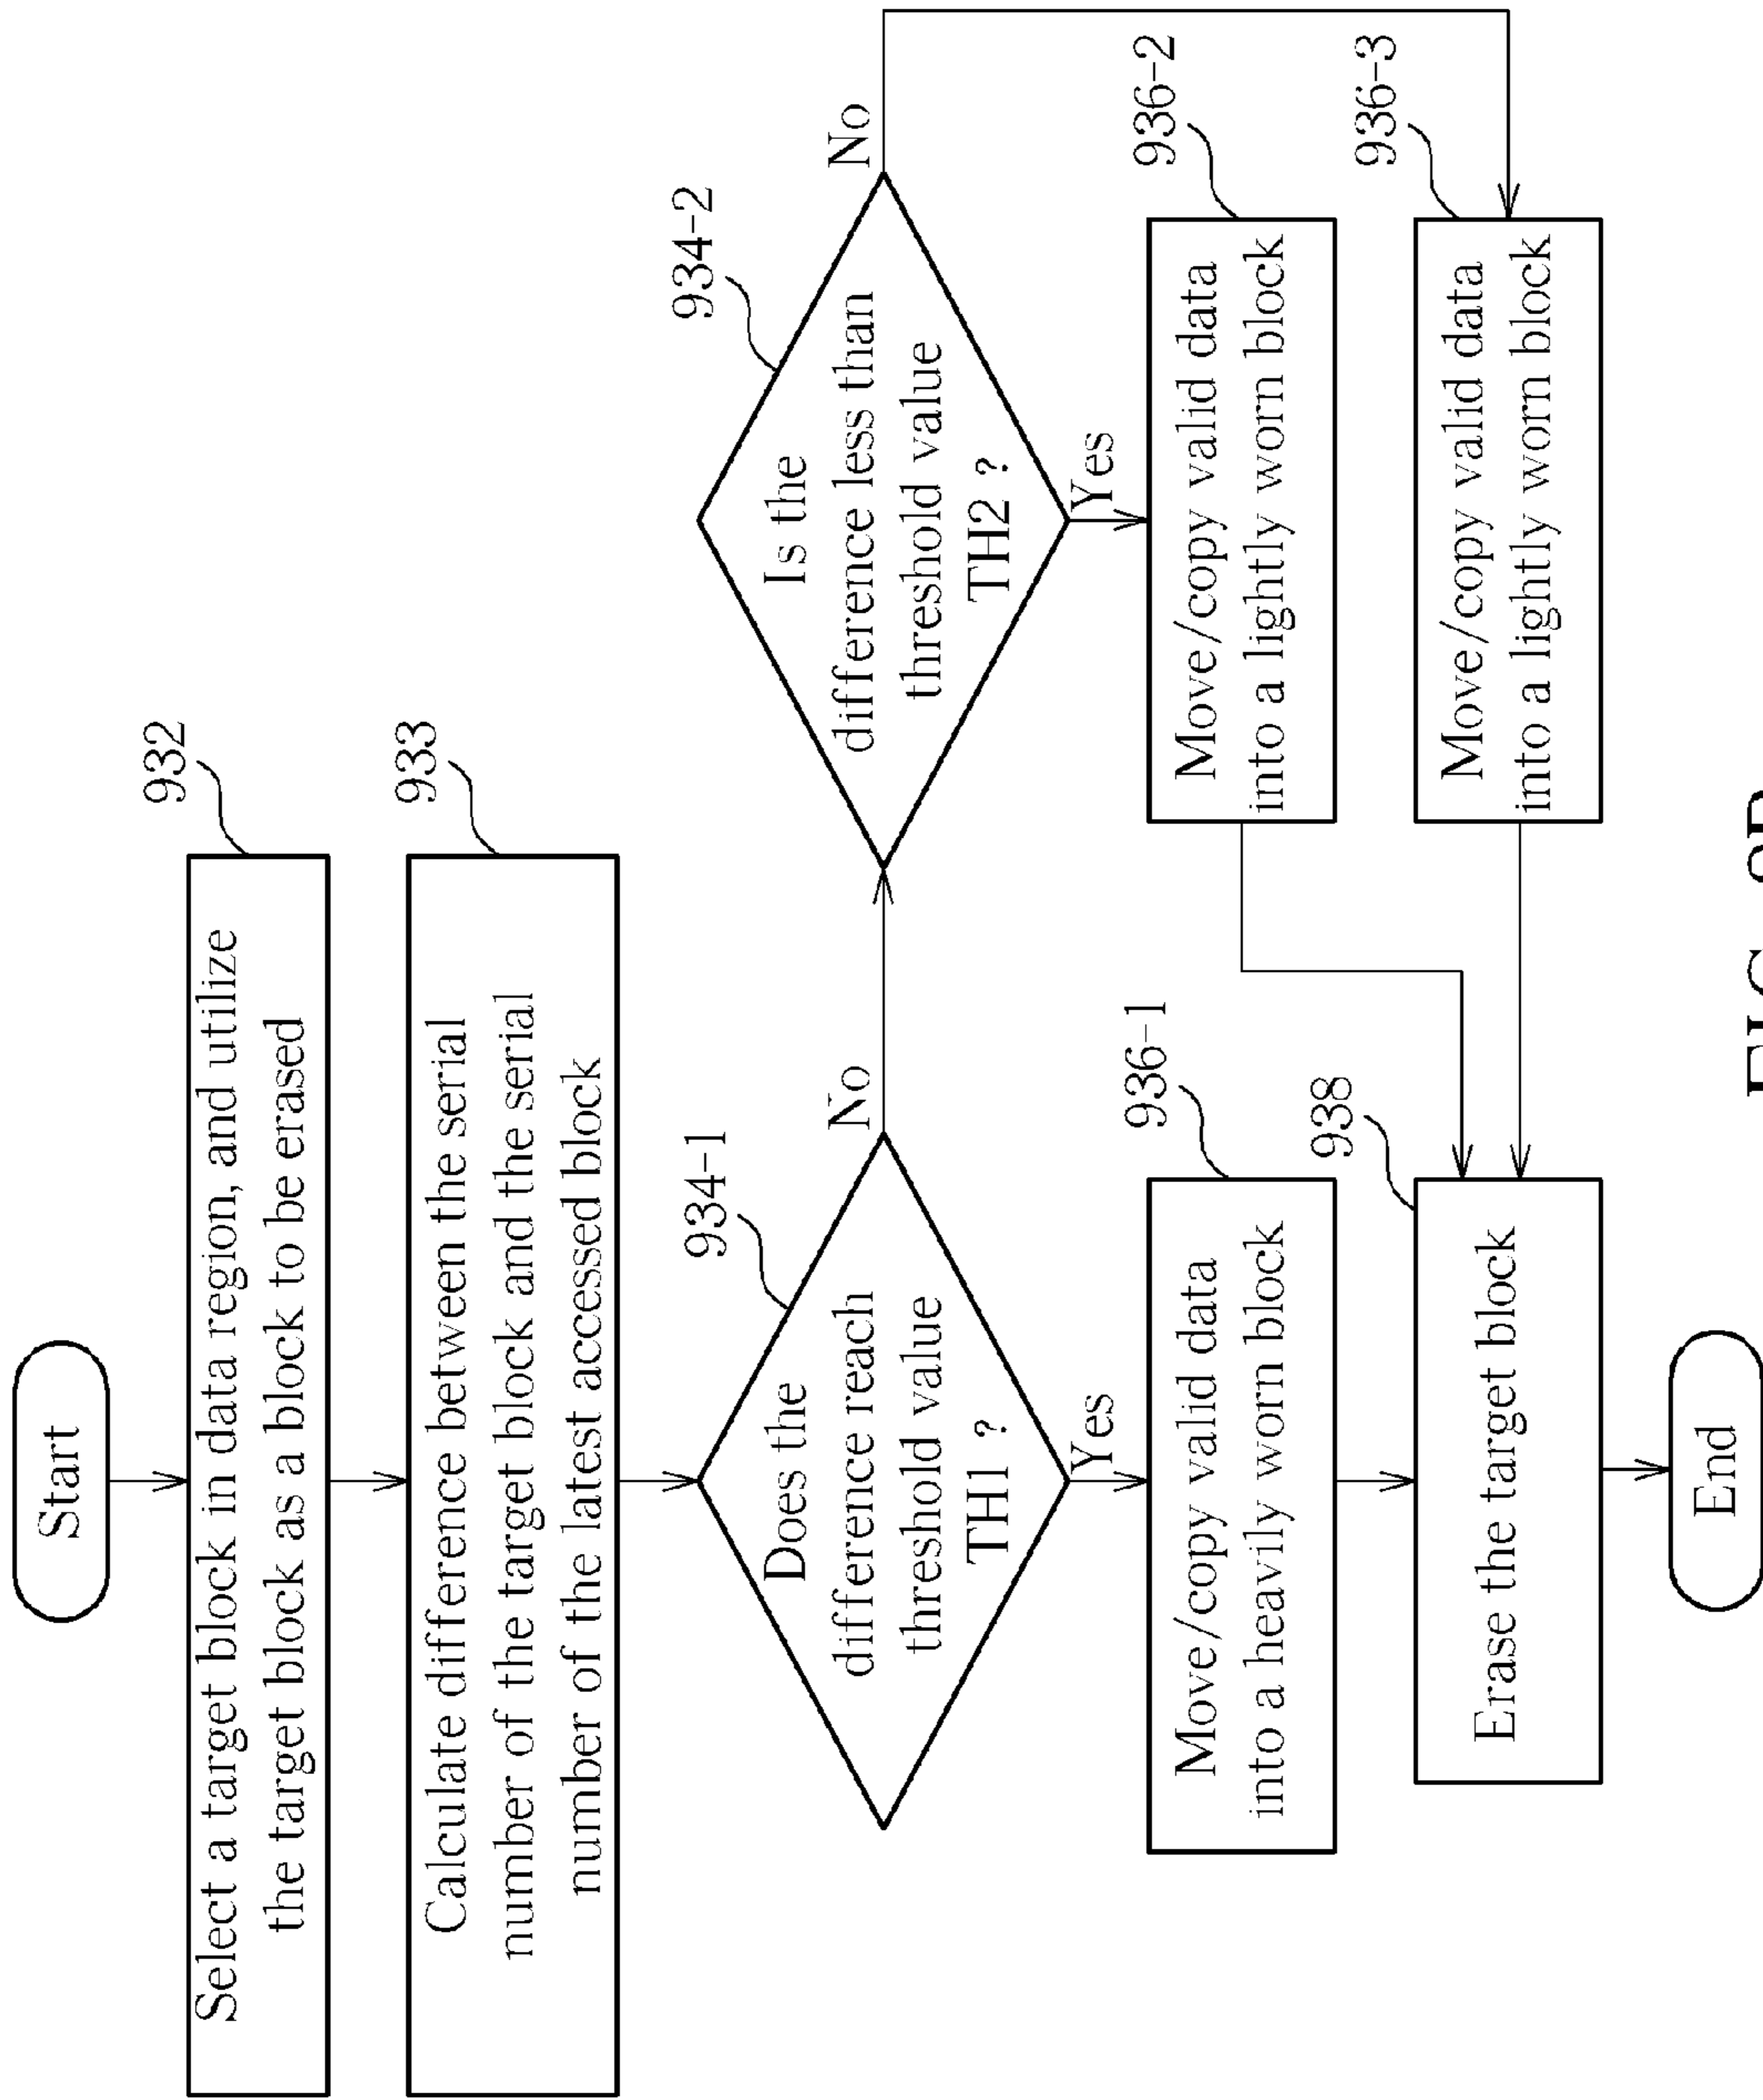 Start
932
Select a target block in data region, and utilize
the target block as a block to be erased
933
Calculate difference between the serial
number of the target block and the serial
number of the latest accessed block
934-1
Does the
difference reach
threshold value
TH1 ?
No
Yes
934-2
Is the
difference less than
threshold value
TH2 ?
No
Yes
936-1
Move/copy valid data
into a heavily worn block
936-2
Move/copy valid data
into a lightly worn block
936-3
Move/copy valid data
into a lightly worn block
938
Erase the target block
End